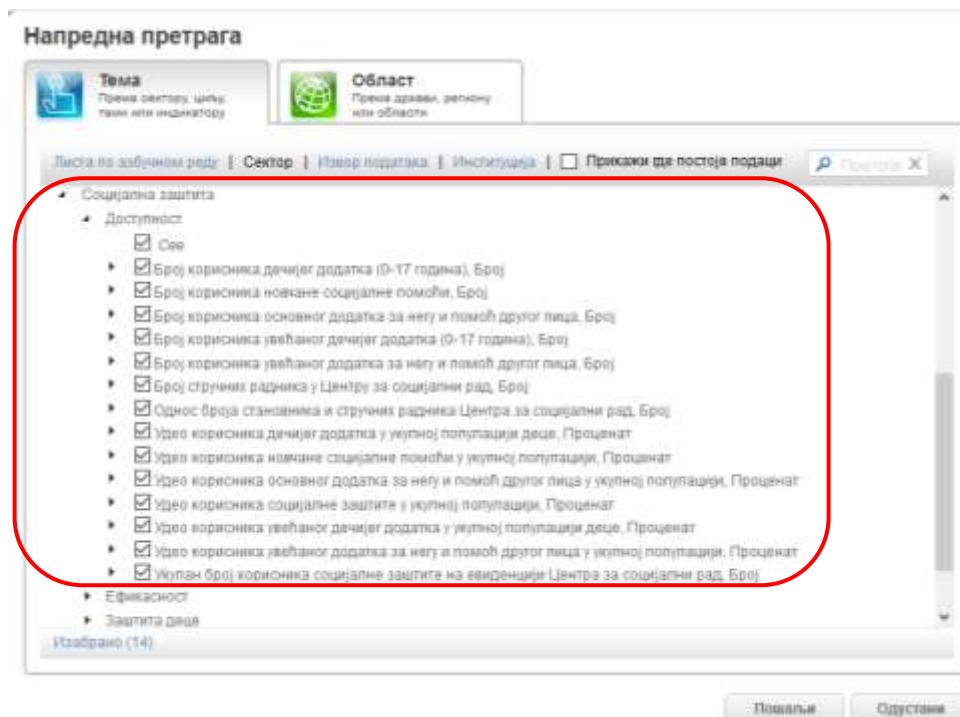 Напредна претрага
Тема
Према сектору, циљу,
теми или индикатору
Област
Према држави, региону
или области
Листа по азбучном реду | Сектор | Извор података | Институција | Прикажи где постоје подаци
Претрага X
Социјална заштита
Доступност
Све
Број корисника дечијег додатка (0-17 година), Број
Број корисника новчане социјалне помоћи, Број
Број корисника основног додатка за негу и помоћ другог лица, Број
Број корисника увећаног дечијег додатка (0-17 година), Број
Број корисника увећаног додатка за негу и помоћ другог лица, Број
Број стручних радника у Центру за социјални рад, Број
Однос броја становника и стручних радника Центра за социјални рад, Број
Удео корисника дечијег додатка у укупној популацији деце, Проценат
Удео корисника новчане социјалне помоћи у укупној популацији, Проценат
Удео корисника основног додатка за негу и помоћ другог лица у укупној популацији, Проценат
Удео корисника социјалне заштите у укупној популацији, Проценат
Удео корисника увећаног дечијег додатка у укупној популацији деце, Проценат
Удео корисника увећаног додатка за негу и помоћ другог лица у укупној популацији, Проценат
Укупан број корисника социјалне заштите на евиденцији Центра за социјални рад, Број
Ефикасност
Заштита деце
Изабрано (14)
Пошаљи
Одустани